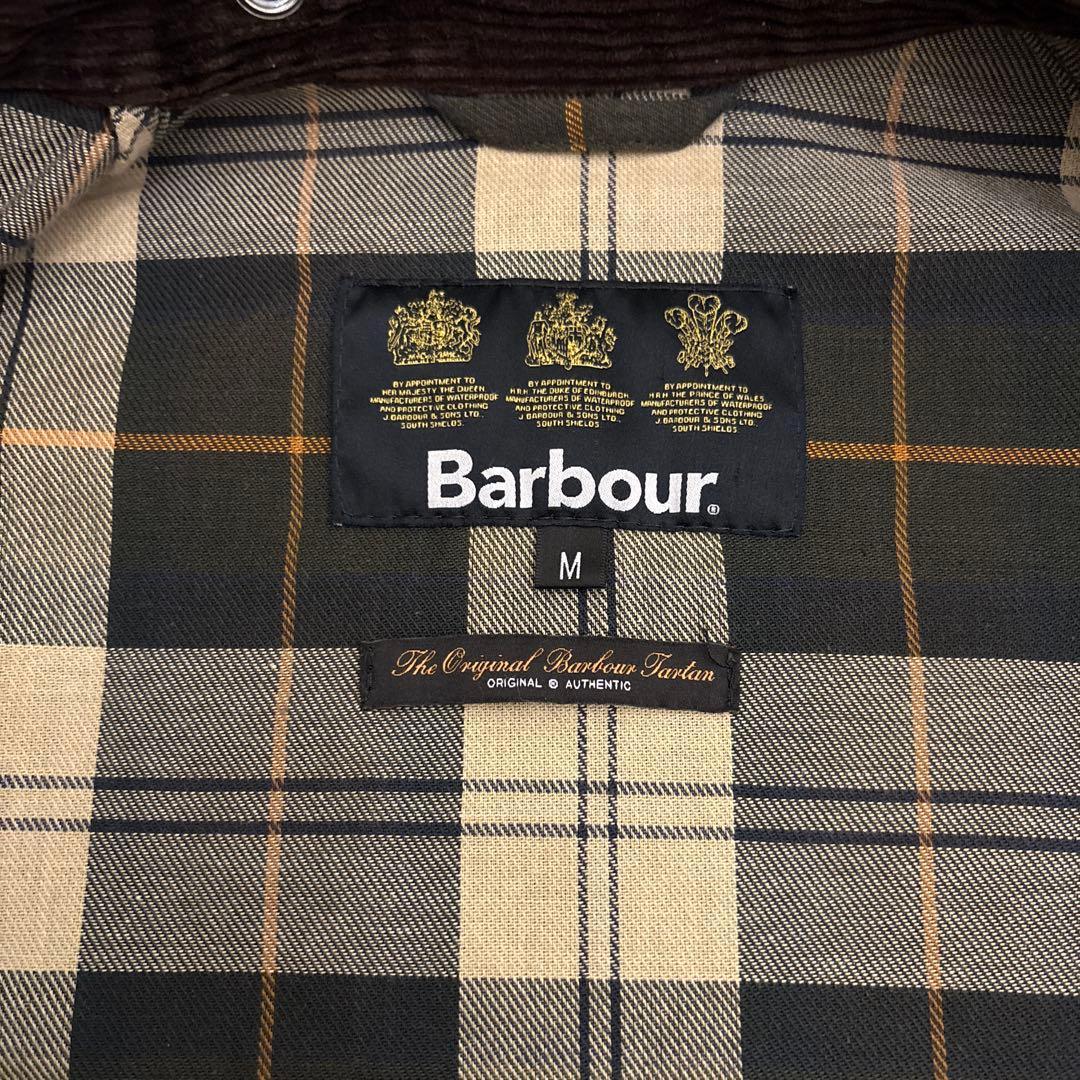 BY APPOINTMENT TO
HER MAJESTY THE QUEEN
MANUFACTURERS OF WATERPROOF
AND PROTECTIVE CLOTHING
J. BARBOUR & SONS LTD.,
SOUTH SHIELDS.
BY APPOINTMENT TO
H.R.H. THE DUKE OF EDINBURGH
MANUFACTURERS OF WATERPROOF
AND PROTECTIVE CLOTHING
J. BARBOUR & SONS LTD.
SOUTH SHIELDS
BY APPOINTMENT TO
H.R.H. THE PRINCE OF WALES
MANUFACTURERS OF WATERPROOF
AND PROTECTIVE CLOTHING
J. BARBOUR & SONS LTD.
SOUTH SHIELDS.
Barbour.®
M
The Original Barbour Tartan
ORIGINAL ® AUTHENTIC